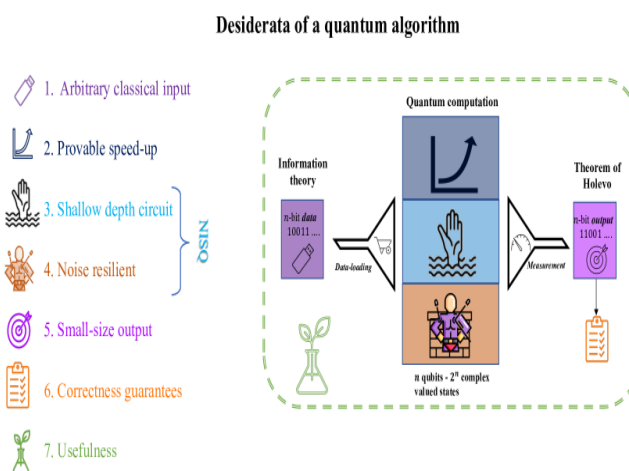 Desiderata of a quantum algorithm
1. Arbitrary classical input
2. Provable speed-up
3. Shallow depth circuit
4. Noise resilient
NISQ
5. Small-size output
6. Correctness guarantees
7. Usefulness
Information
theory
n-bit data
10011 ....
Data-loading
Quantum computation
n qubits - 2ⁿ complex
valued states
Measurement
Theorem of
Holevo
n-bit output
11001 ....